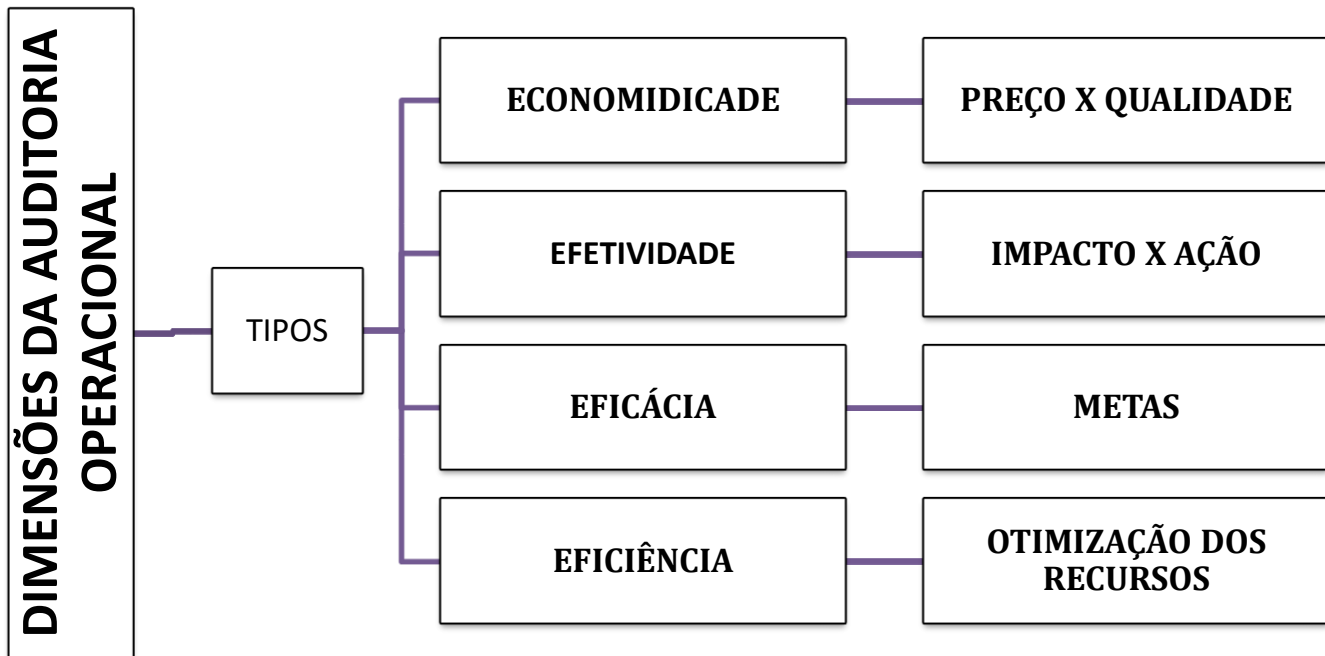 DIMENSÕES DA AUDITORIA
OPERACIONAL
TIPOS
ECONOMIDICADE
PREÇO X QUALIDADE
EFETIVIDADE
IMPACTO X AÇÃO
EFICÁCIA
METAS
EFICIÊNCIA
OTIMIZAÇÃO DOS
RECURSOS